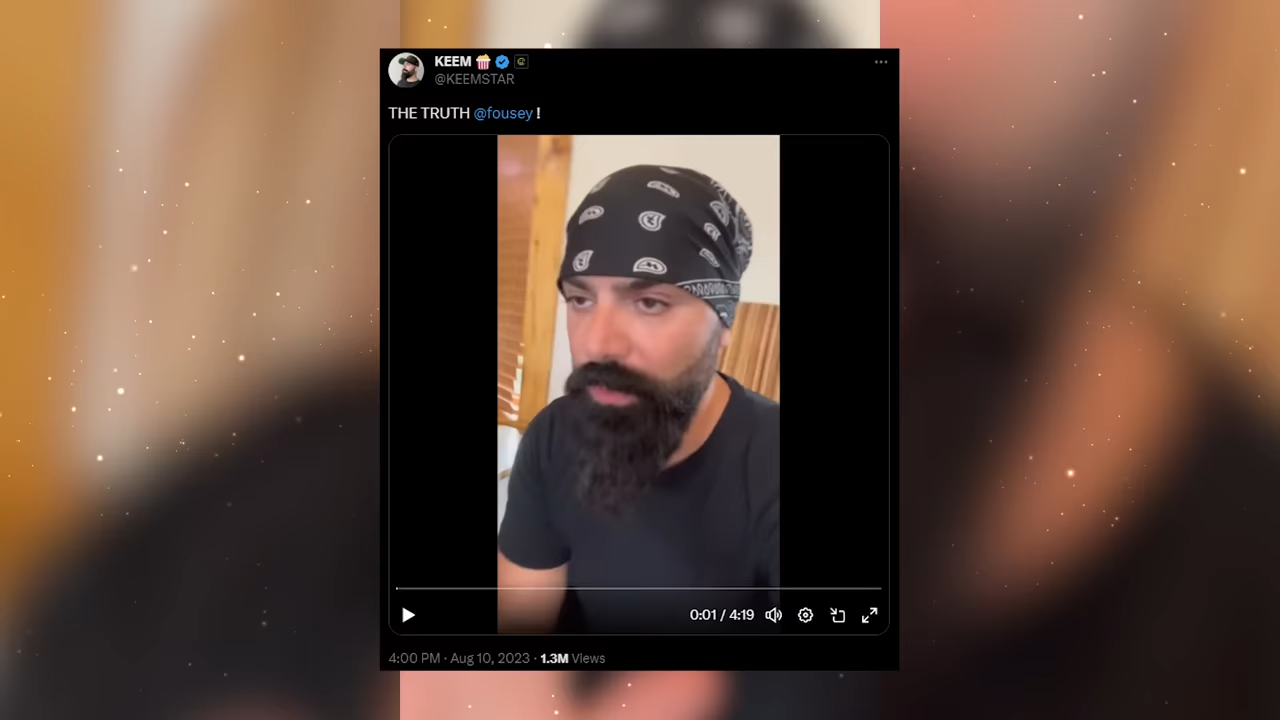 KEEM 🍿
@KEEMSTAR
THE TRUTH @fousey !
0:01 / 4:19
4:00 PM · Aug 10, 2023 · 1.3M Views